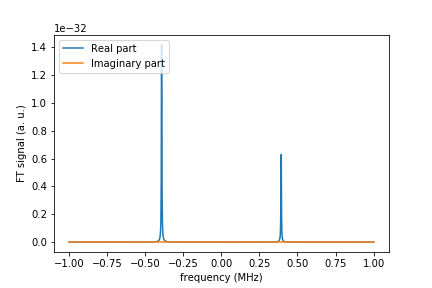 1e−32
Real part
Imaginary part
1.4
1.2
1.0
0.8
0.6
0.4
0.2
0.0
FT signal (a. u.)
−1.00 −0.75 −0.50 −0.25 0.00 0.25 0.50 0.75 1.00
frequency (MHz)